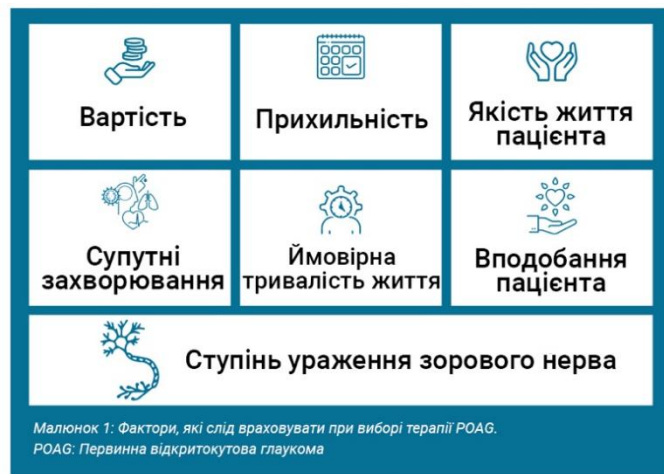 Вартість
Прихильність
Якість життя
пацієнта
Супутні
захворювання
Ймовірна
тривалість життя
Вподобання
пацієнта
Ступінь ураження зорового нерва
Малюнок 1: Фактори, які слід враховувати при виборі терапії POAG.
POAG: Первинна відкритокутова глаукома